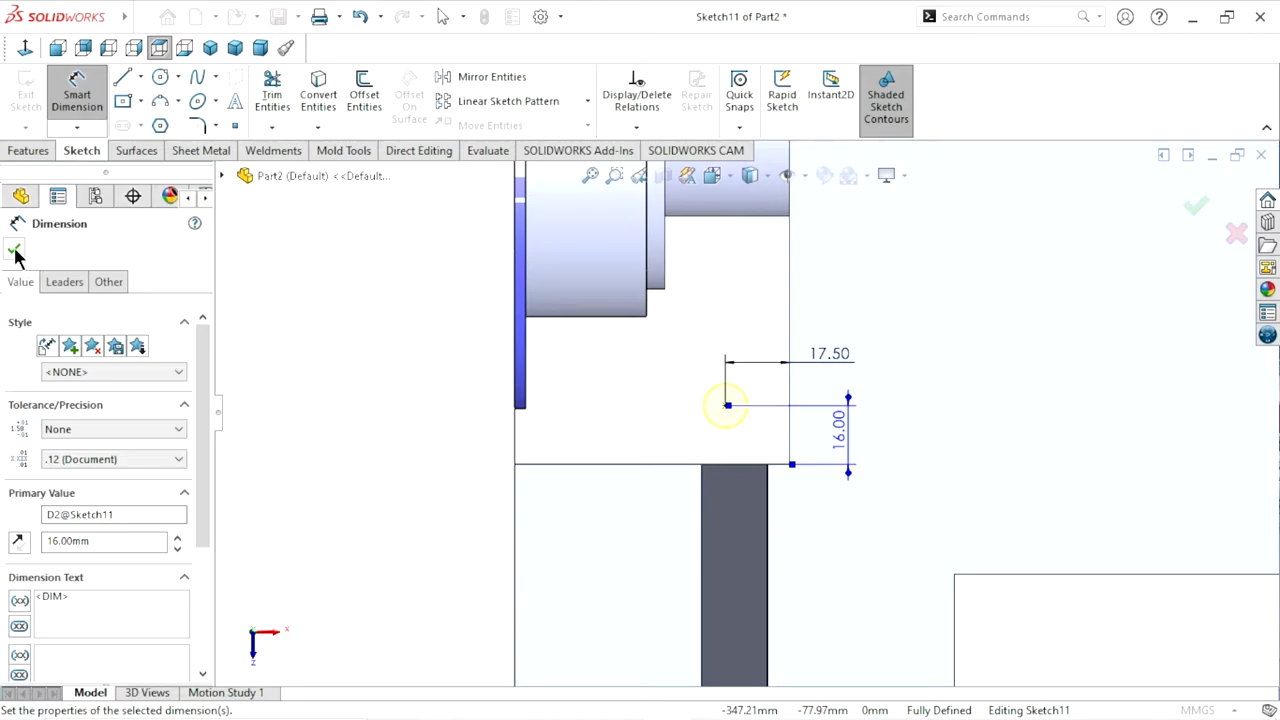 SOLIDWORKS
Sketch11 of Part2 *
Search Commands
Exit Sketch
Smart Dimension
Trim Entities
Convert Entities
Offset Entities
Offset On Surface
Mirror Entities
Linear Sketch Pattern
Move Entities
Display/Delete Relations
Repair Sketch
Quick Snaps
Rapid Sketch
Instant2D
Shaded Sketch Contours
Features
Sketch
Surfaces
Sheet Metal
Weldments
Mold Tools
Direct Editing
Evaluate
SOLIDWORKS Add-Ins
SOLIDWORKS CAM
Part2 (Default) <<Default...
Dimension
Value
Leaders
Other
Style
<NONE>
Tolerance/Precision
None
.12 (Document)
Primary Value
D2@Sketch11
16.00mm
Dimension Text
<DIM>
17.50
16.00
x
z
Model
3D Views
Motion Study 1
Set the properties of the selected dimension(s).
-347.21mm
-77.97mm
0mm
Fully Defined
Editing Sketch11
MMGS